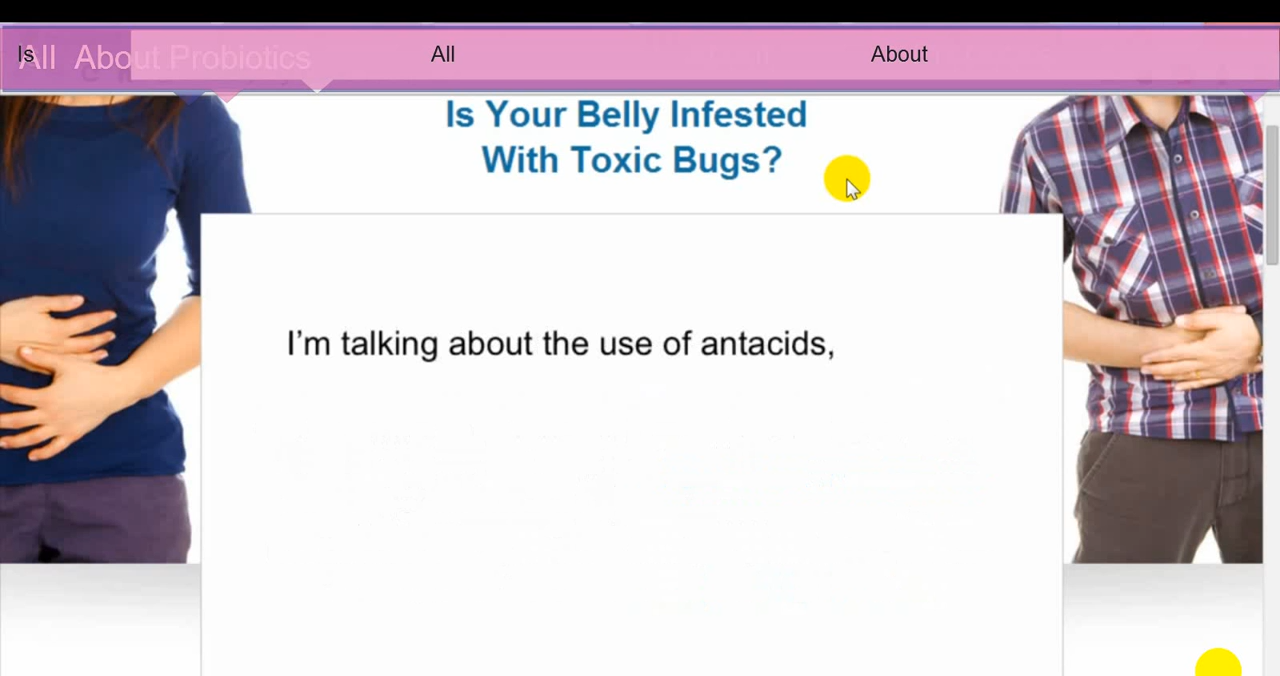 Is All About
All About Probiotics
Is Your Belly Infested
With Toxic Bugs?
I'm talking about the use of antacids,